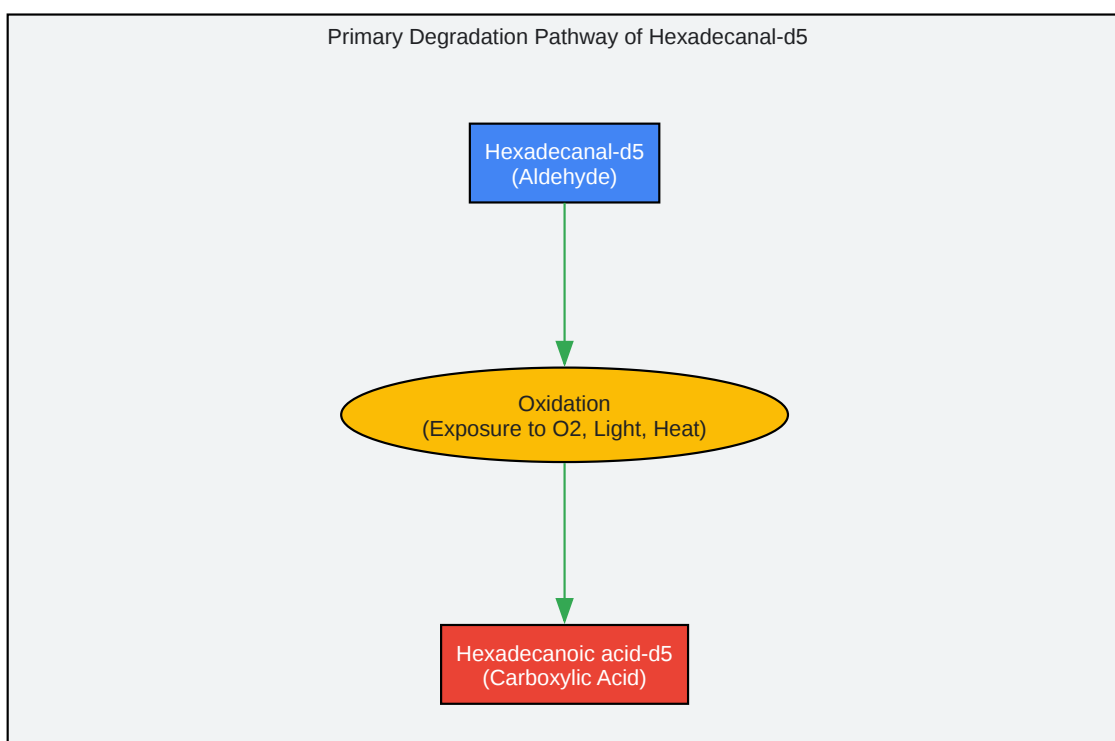 Primary Degradation Pathway of Hexadecanal-d5
Hexadecanal-d5
(Aldehyde)
Oxidation
(Exposure to O2, Light, Heat)
Hexadecanoic acid-d5
(Carboxylic Acid)